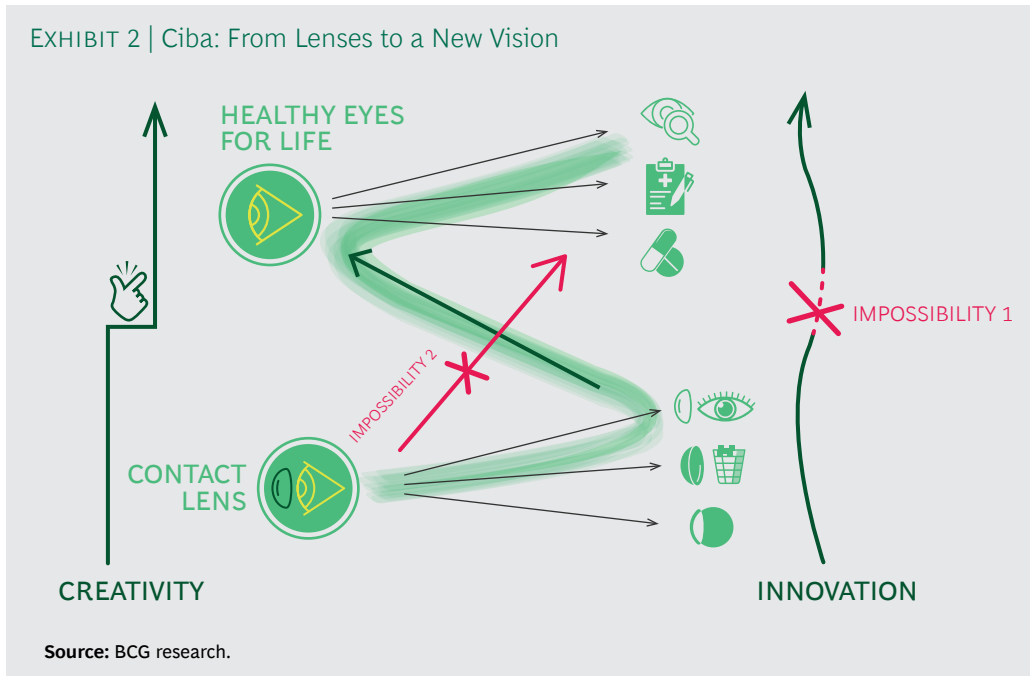 EXHIBIT 2 | Ciba: From Lenses to a New Vision
HEALTHY EYES
FOR LIFE
IMPOSSIBILITY 1
IMPOSSIBILITY 2
CONTACT
LENS
CREATIVITY
INNOVATION
Source: BCG research.